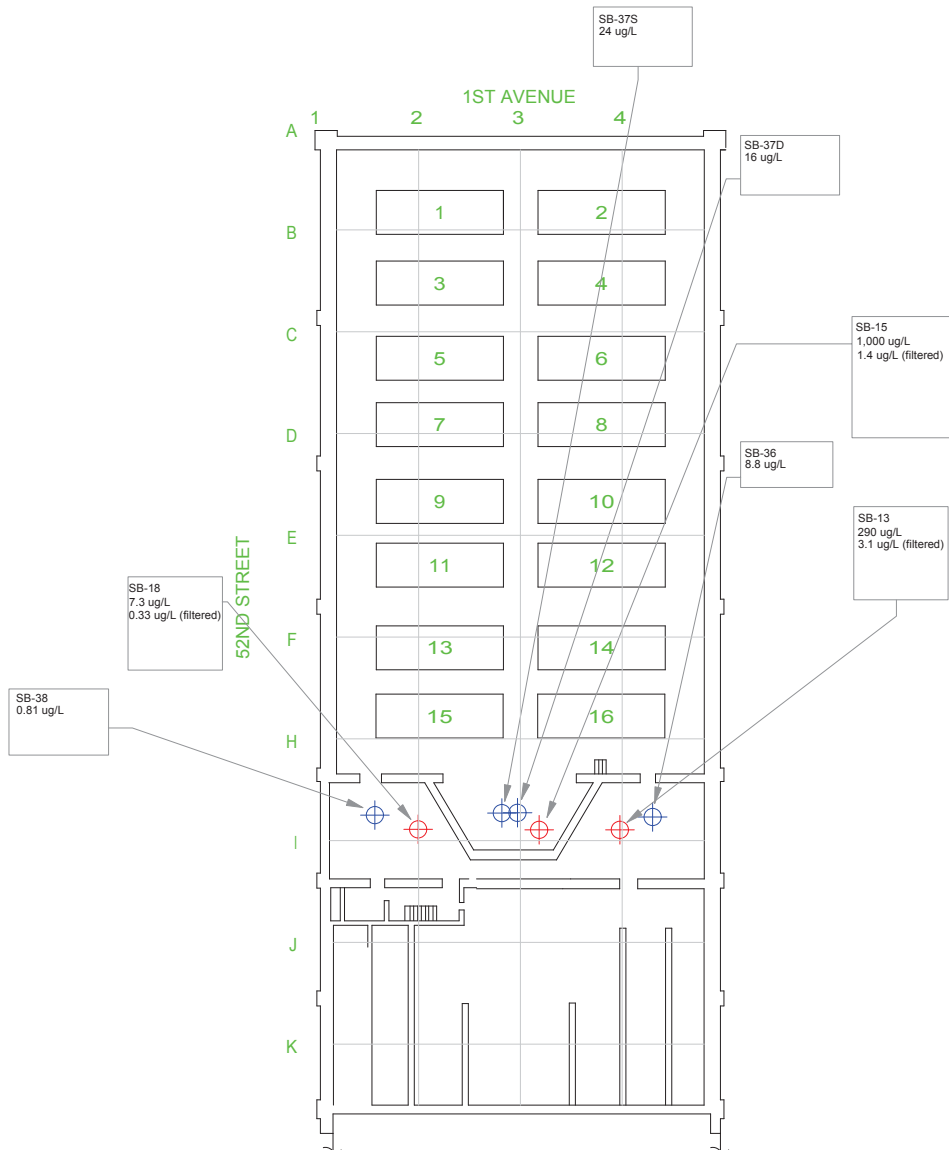 SB-37S
24 ug/L
1ST AVENUE
1
2
3
4
A
SB-37D
16 ug/L
1
2
B
3
4
C
SB-15
1,000 ug/L
1.4 ug/L (filtered)
5
6
7
8
D
SB-36
8.8 ug/L
9
10
SB-13
290 ug/L
3.1 ug/L (filtered)
E
11
12
52ND STREET
SB-18
7.3 ug/L
0.33 ug/L (filtered)
F
13
14
SB-38
0.81 ug/L
15
16
H
I
J
K